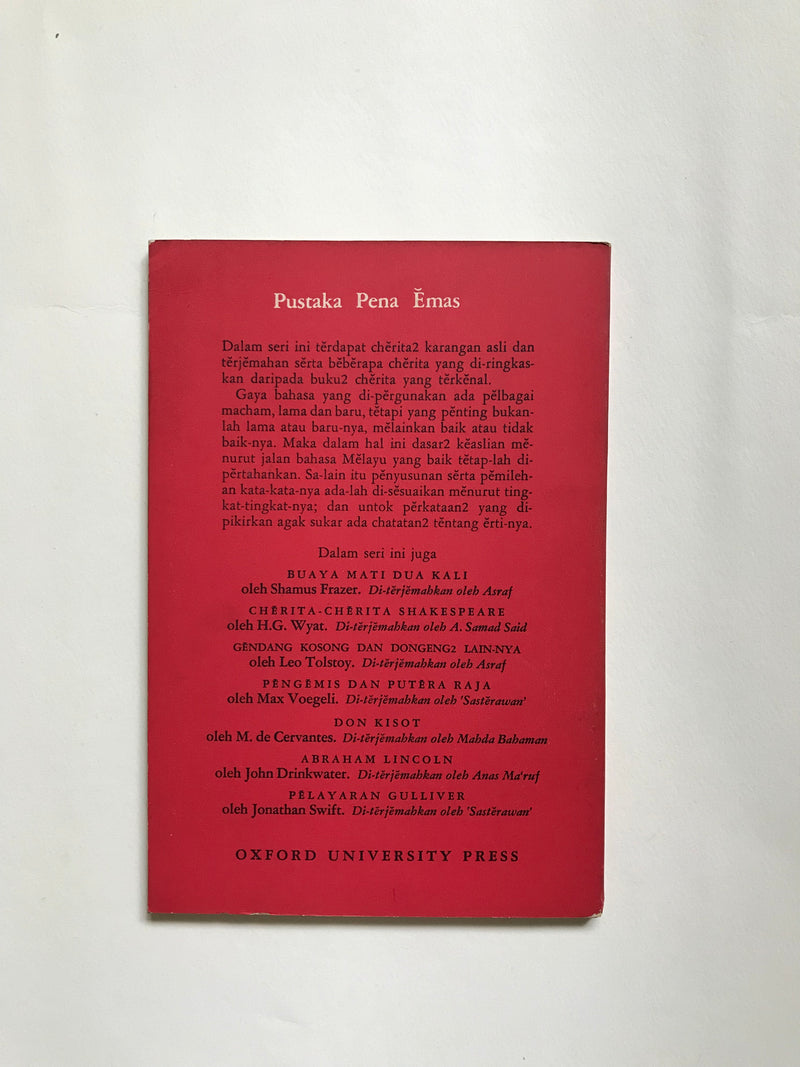 Pustaka Pena Ĕmas
Dalam seri ini tĕrdapat chĕrita2 karangan asli dan
tĕrjĕmahan sĕrta bĕbĕrapa chĕrita yang di-ringkas-
kan daripada buku2 chĕrita yang tĕrkĕnal.
Gaya bahasa yang di-pĕrgunakan ada pĕlbagai
macham, lama dan baru, tĕtapi yang pĕnting bukan-
lah lama atau baru-nya, mĕlainkan baik atau tidak
baik-nya. Maka dalam hal ini dasar2 kĕaslian mĕ-
nurut jalan bahasa Mĕlayu yang baik tĕtap-lah di-
pĕrtahankan. Sa-lain itu pĕnyusunan sĕrta pĕmileh-
an kata-kata-nya ada-lah di-sĕsuaikan mĕnurut ting-
kat-tingkat-nya; dan untok pĕrkataan2 yang di-
pikirkan agak sukar ada chatatan2 tĕntang ĕrti-nya.
Dalam seri ini juga
BUAYA MATI DUA KALI
oleh Shamus Frazer. Di-tĕrjĕmahkan oleh Asraf
CHĔRITA-CHĔRITA SHAKESPEARE
oleh H.G. Wyat. Di-tĕrjĕmahkan oleh A. Samad Said
GĔNDANG KOSONG DAN DONGENG2 LAIN-NYA
oleh Leo Tolstoy. Di-tĕrjĕmahkan oleh Asraf
PĔNGĔMIS DAN PUTĔRA RAJA
oleh Max Voegeli. Di-tĕrjĕmahkan oleh 'Sastĕrawan'
DON KISOT
oleh M. de Cervantes. Di-tĕrjĕmahkan oleh Mahda Bahaman
ABRAHAM LINCOLN
oleh John Drinkwater. Di-tĕrjĕmahkan oleh Anas Ma'ruf
PĔLAYARAN GULLIVER
oleh Jonathan Swift. Di-tĕrjĕmahkan oleh 'Sastĕrawan'
OXFORD UNIVERSITY PRESS